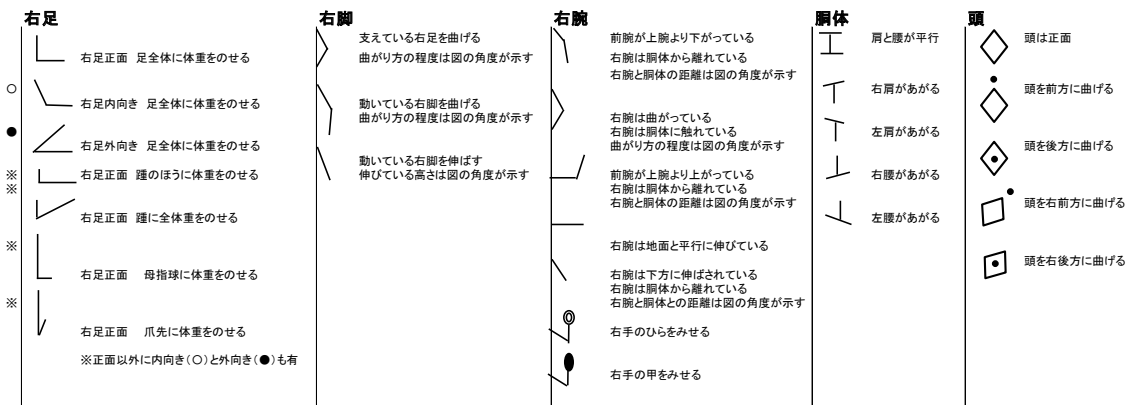 右足
○
●
※
※
※
※
右足正面 足全体に体重をのせる
右足内向き 足全体に体重をのせる
右足外向き 足全体に体重をのせる
右足正面 踵のほうに体重をのせる
右足正面 踵に全体重をのせる
右足正面 母指球に体重をのせる
右足正面 爪先に体重をのせる
※正面以外に内向き(○)と外向き(●)も有
右脚
支えている右足を曲げる
曲がり方の程度は図の角度が示す
動いている右脚を曲げる
曲がり方の程度は図の角度が示す
動いている右脚を伸ばす
伸びている高さは図の角度が示す
右腕
前腕が上腕より下がっている
右腕は胴体から離れている
右腕と胴体の距離は図の角度が示す
右腕は曲がっている
右腕は胴体に触れている
曲がり方の程度は図の角度が示す
前腕が上腕より上がっている
右腕は胴体から離れている
右腕と胴体の距離は図の角度が示す
右腕は地面と平行に伸びている
右腕は下方に伸ばされている
右腕は胴体から離れている
右腕と胴体との距離は図の角度が示す
右手のひらをみせる
右手の甲をみせる
胴体
肩と腰が平行
右肩があがる
左肩があがる
右腰があがる
左腰があがる
頭
頭は正面
頭を前方に曲げる
頭を後方に曲げる
頭を右前方に曲げる
頭を右後方に曲げる